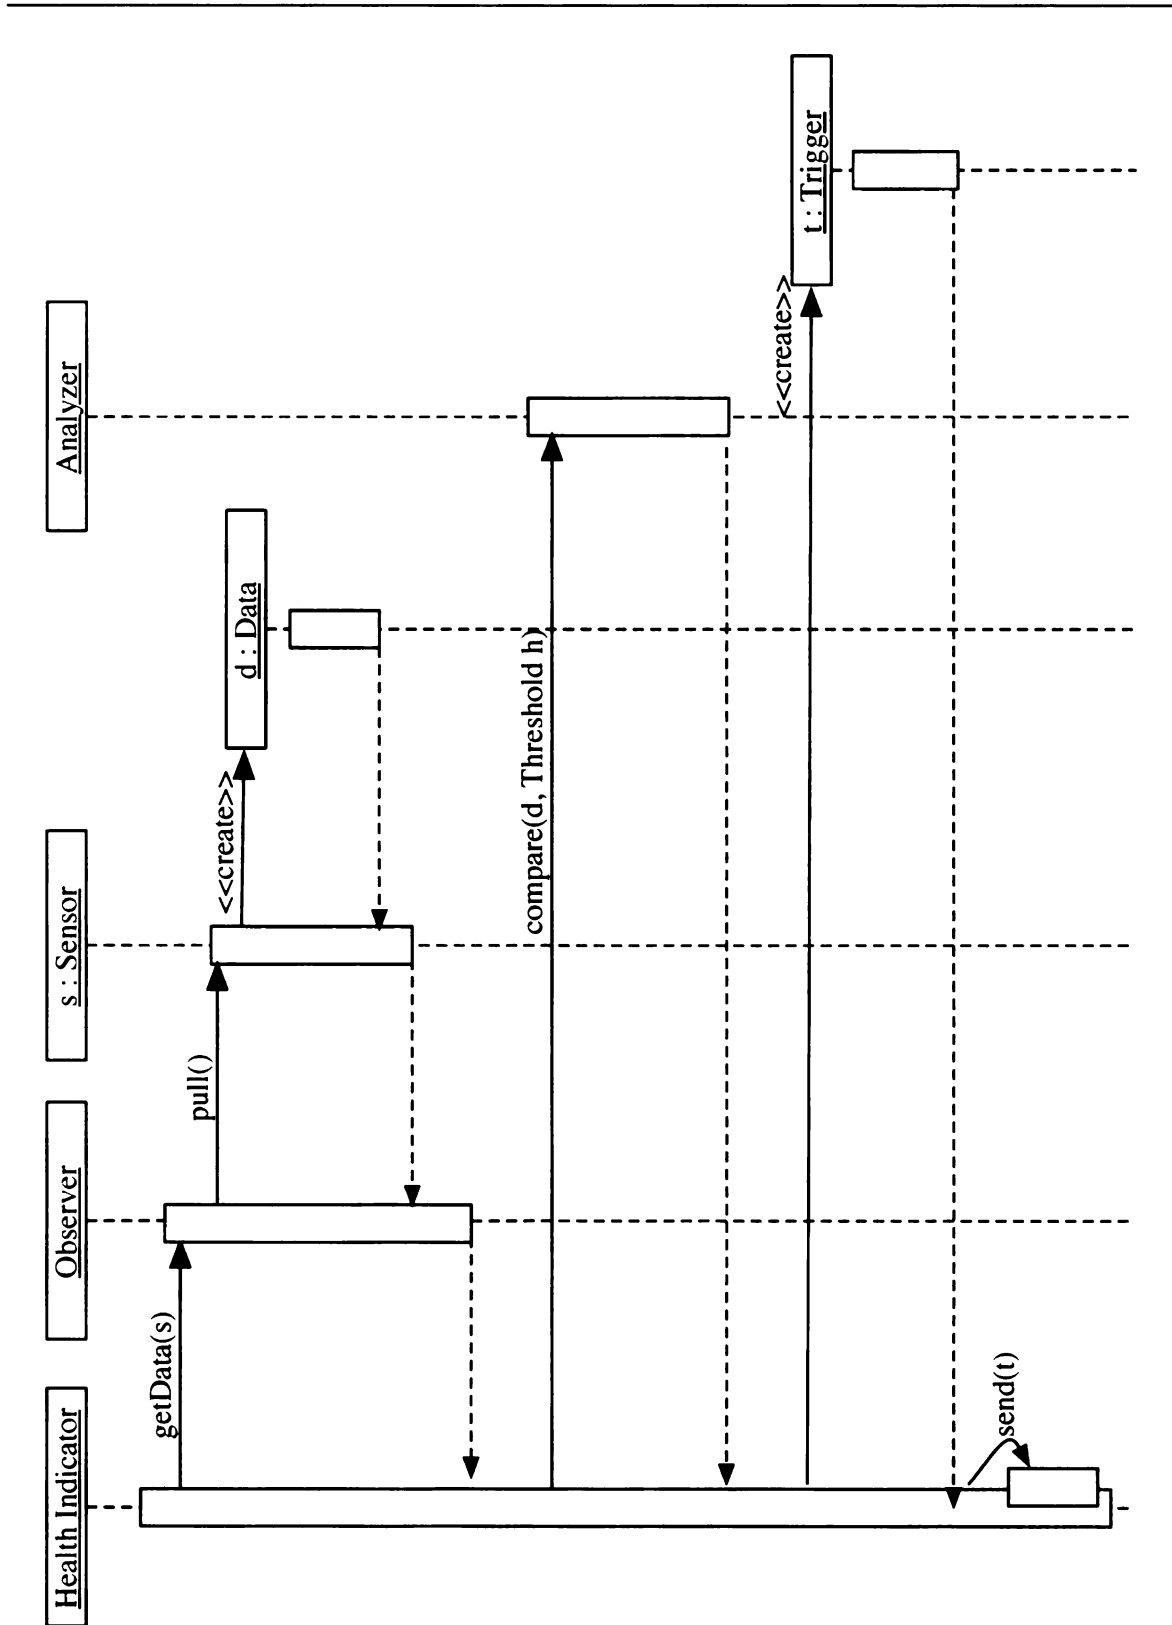 Health Indicator
Observer
s : Sensor
Analyzer
d : Data
t : Trigger
getData(s)
pull()
<<create>>
compare(d, Threshold h)
<<create>>
send(t)